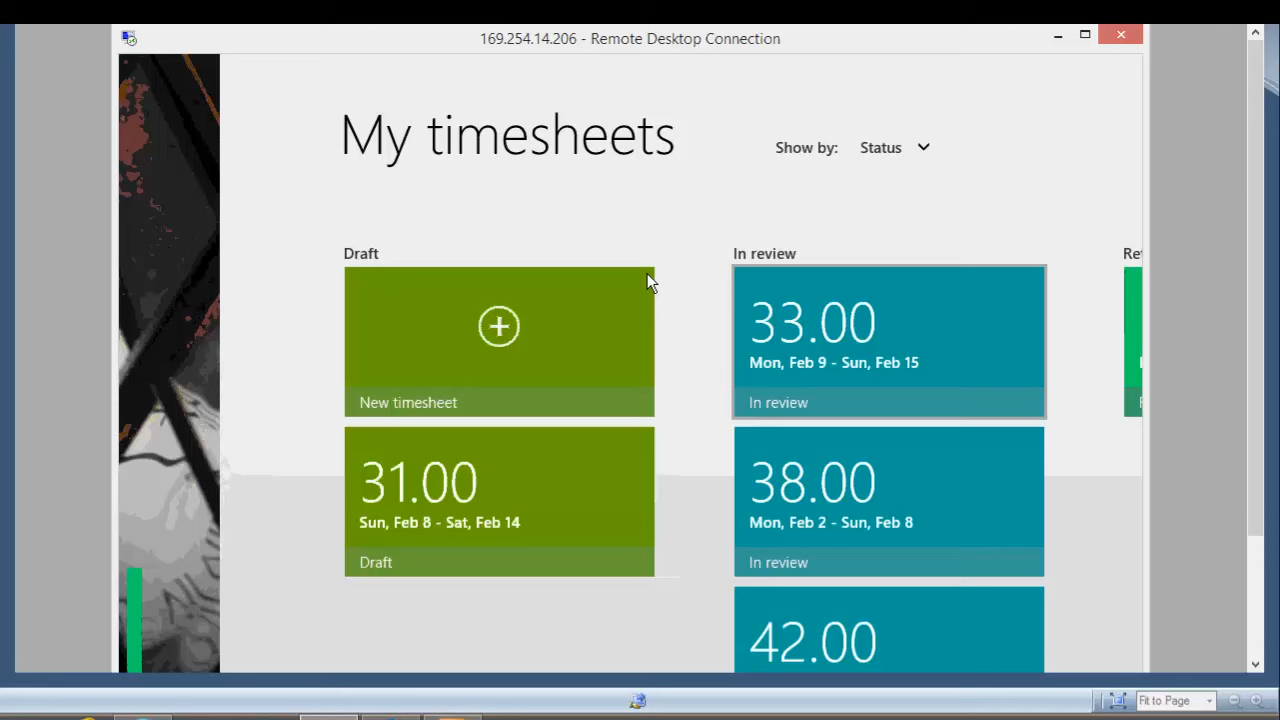 169.254.14.206 - Remote Desktop Connection
My timesheets
Show by: Status
Draft
New timesheet
31.00
Sun, Feb 8 - Sat, Feb 14
Draft
In review
33.00
Mon, Feb 9 - Sun, Feb 15
In review
38.00
Mon, Feb 2 - Sun, Feb 8
In review
42.00
Re
Fit to Page